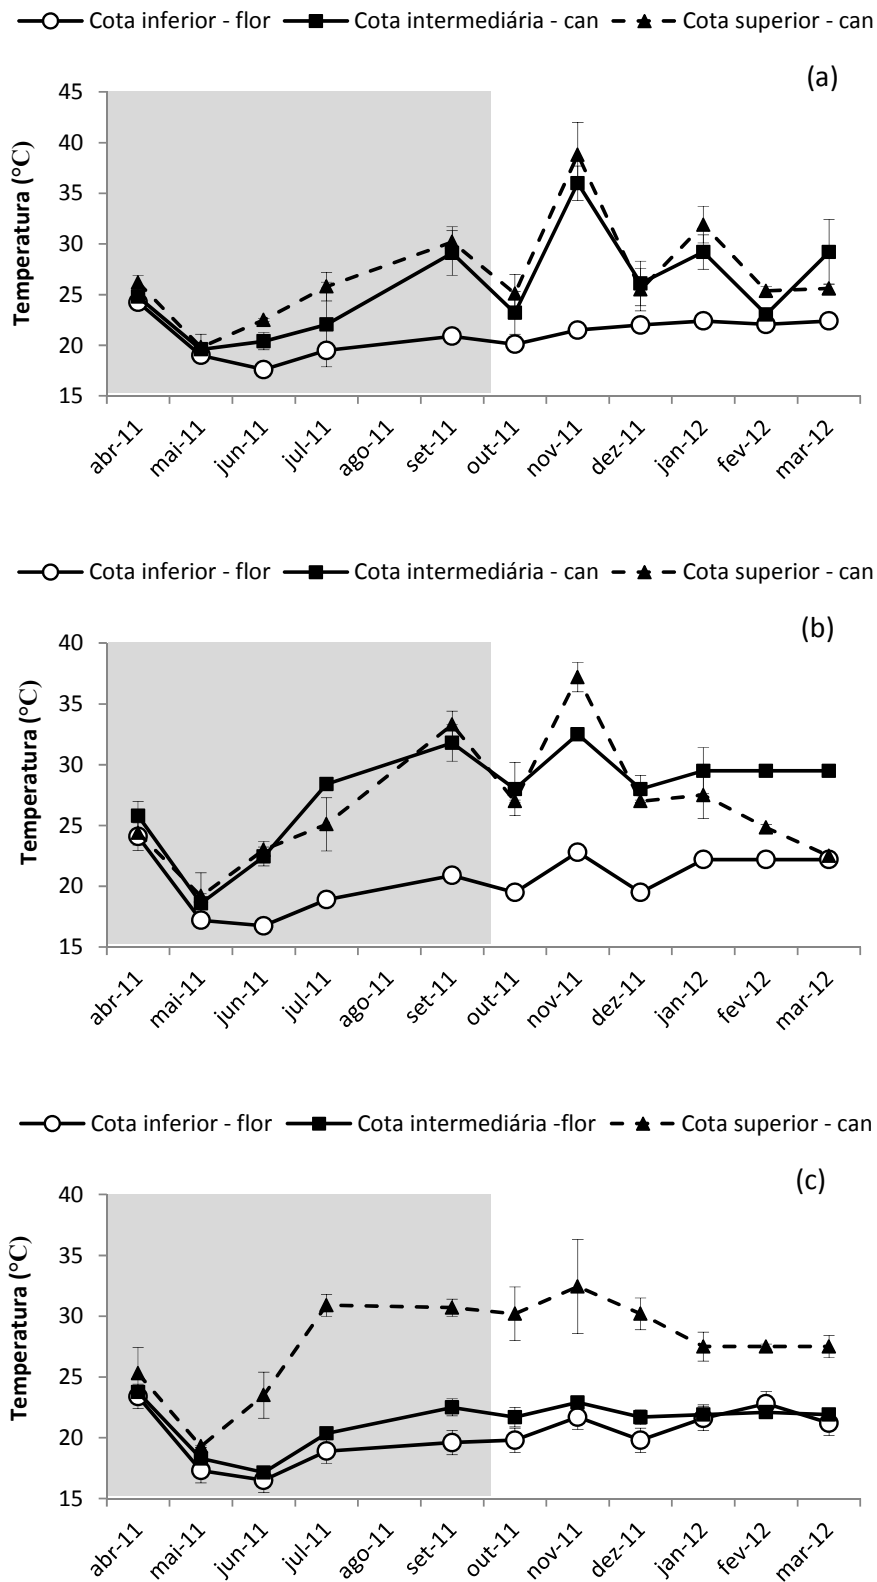 Cota inferior - flor Cota intermediária - can Cota superior - can
(a)
Temperatura (°C)
45
40
35
30
25
20
15
abr-11 mai-11 jun-11 jul-11 ago-11 set-11 out-11 nov-11 dez-11 jan-12 fev-12 mar-12
Cota inferior - flor Cota intermediária - can Cota superior - can
(b)
Temperatura (°C)
40
35
30
25
20
15
abr-11 mai-11 jun-11 jul-11 ago-11 set-11 out-11 nov-11 dez-11 jan-12 fev-12 mar-12
Cota inferior - flor Cota intermediária -flor Cota superior - can
(c)
Temperatura (°C)
40
35
30
25
20
15
abr-11 mai-11 jun-11 jul-11 ago-11 set-11 out-11 nov-11 dez-11 jan-12 fev-12 mar-12